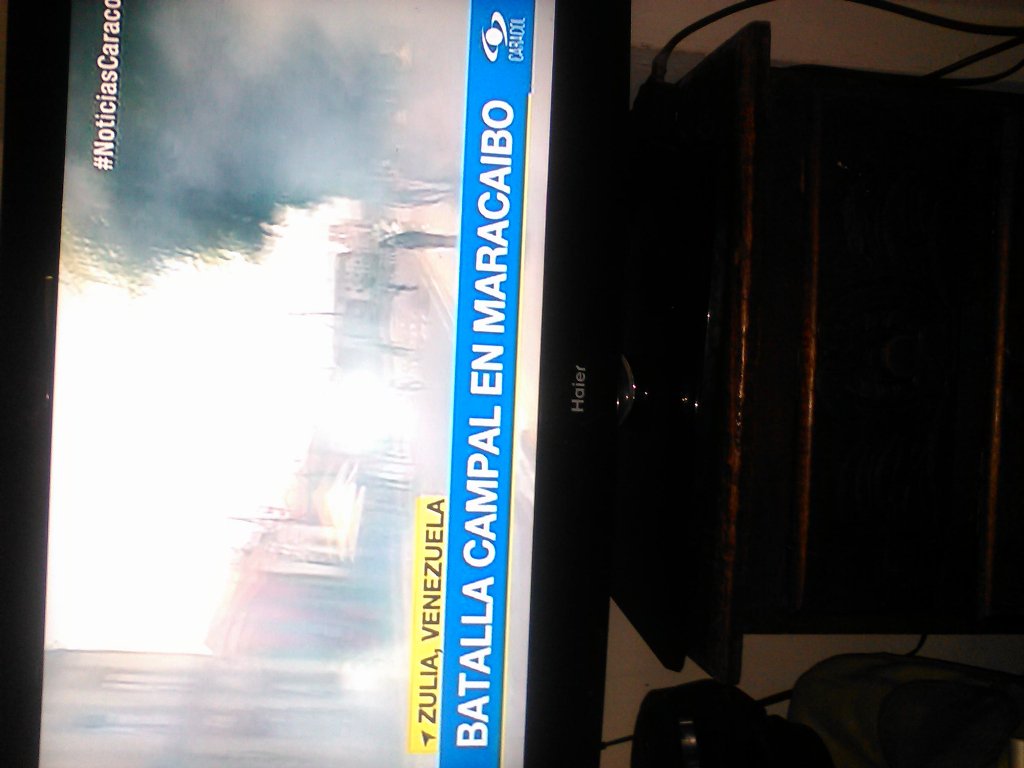 #NoticiasCaraco
ZULIA, VENEZUELA
BATALLA CAMPAL EN MARACAIBO
CARACOL
Haier